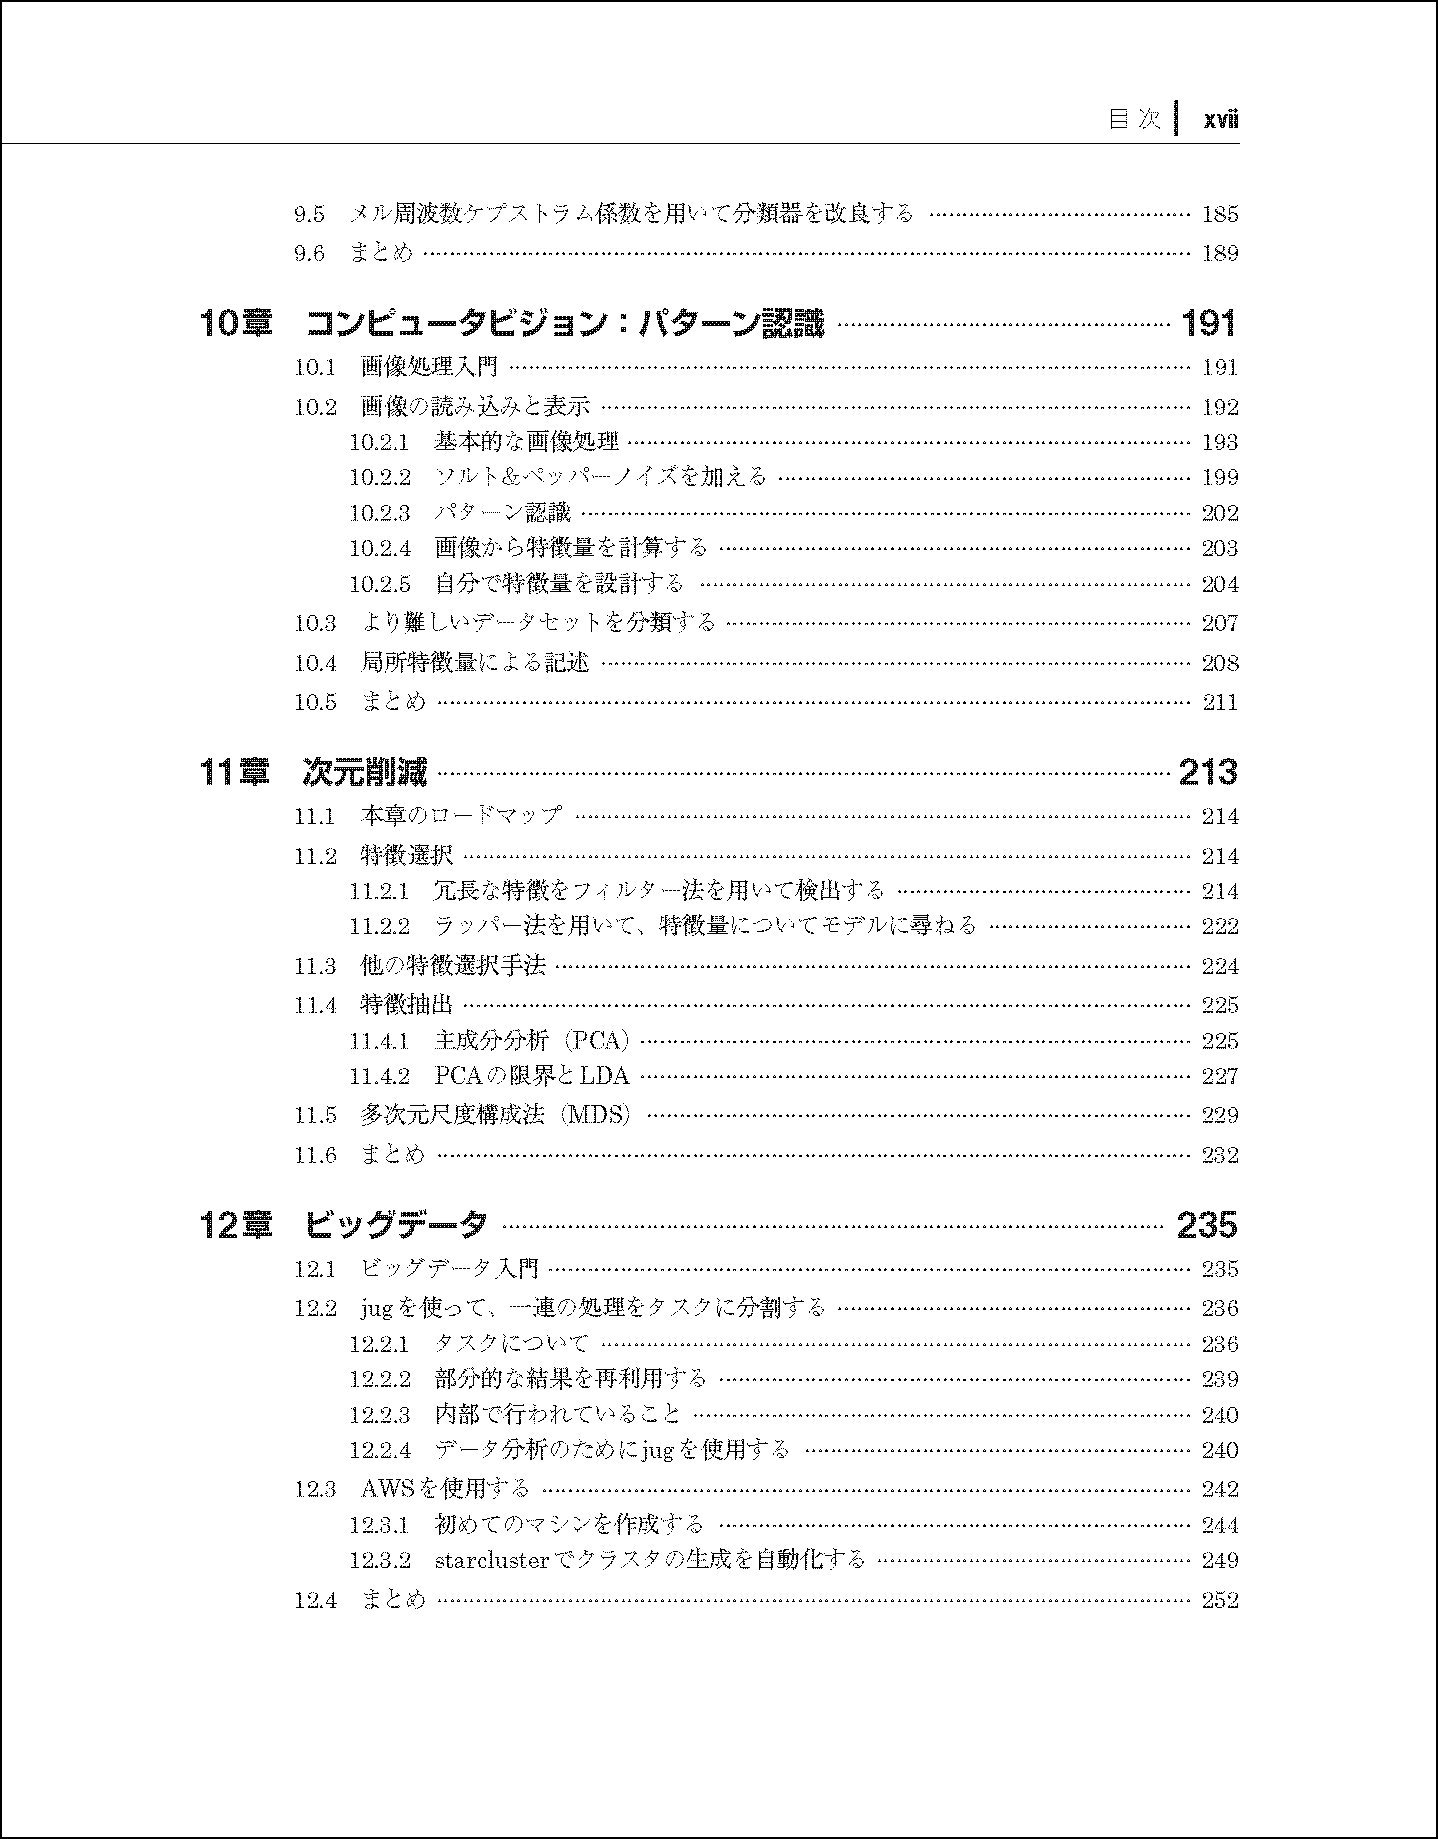 目 次 xvii
9.5 メル周波数ケプストラム係数を用いて分類器を改良する 185
9.6 まとめ 189
10章 コンピュータビジョン：パターン認識 191
10.1 画像処理入門 191
10.2 画像の読み込みと表示 192
10.2.1 基本的な画像処理 193
10.2.2 ソルト&ペッパーノイズを加える 199
10.2.3 パターン認識 202
10.2.4 画像から特徴量を計算する 203
10.2.5 自分で特徴量を設計する 204
10.3 より難しいデータセットを分類する 207
10.4 局所特徴量による記述 208
10.5 まとめ 211
11章 次元削減 213
11.1 本章のロードマップ 214
11.2 特徴選択 214
11.2.1 冗長な特徴をフィルター法を用いて検出する 214
11.2.2 ラッパー法を用いて、特徴量についてモデルに尋ねる 222
11.3 他の特徴選択手法 224
11.4 特徴抽出 225
11.4.1 主成分分析（PCA） 225
11.4.2 PCAの限界とLDA 227
11.5 多次元尺度構成法（MDS） 229
11.6 まとめ 232
12章 ビッグデータ 235
12.1 ビッグデータ入門 235
12.2 jugを使って、一連の処理をタスクに分割する 236
12.2.1 タスクについて 236
12.2.2 部分的な結果を再利用する 239
12.2.3 内部で行われていること 240
12.2.4 データ分析のためにjugを使用する 240
12.3 AWSを使用する 242
12.3.1 初めてのマシンを作成する 244
12.3.2 starclusterでクラスタの生成を自動化する 249
12.4 まとめ 252